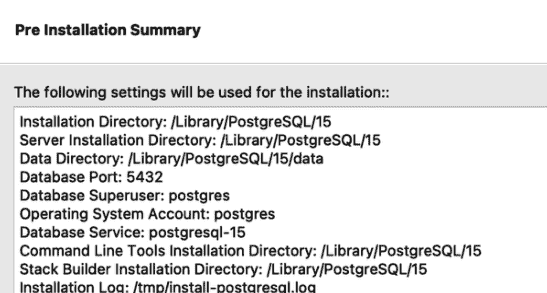 Pre Installation Summary
The following settings will be used for the installation::
Installation Directory: /Library/PostgreSQL/15
Server Installation Directory: /Library/PostgreSQL/15
Data Directory: /Library/PostgreSQL/15/data
Database Port: 5432
Database Superuser: postgres
Operating System Account: postgres
Database Service: postgresql-15
Command Line Tools Installation Directory: /Library/PostgreSQL/15
Stack Builder Installation Directory: /Library/PostgreSQL/15
Installation Log: /tmp/install-postgresql.log